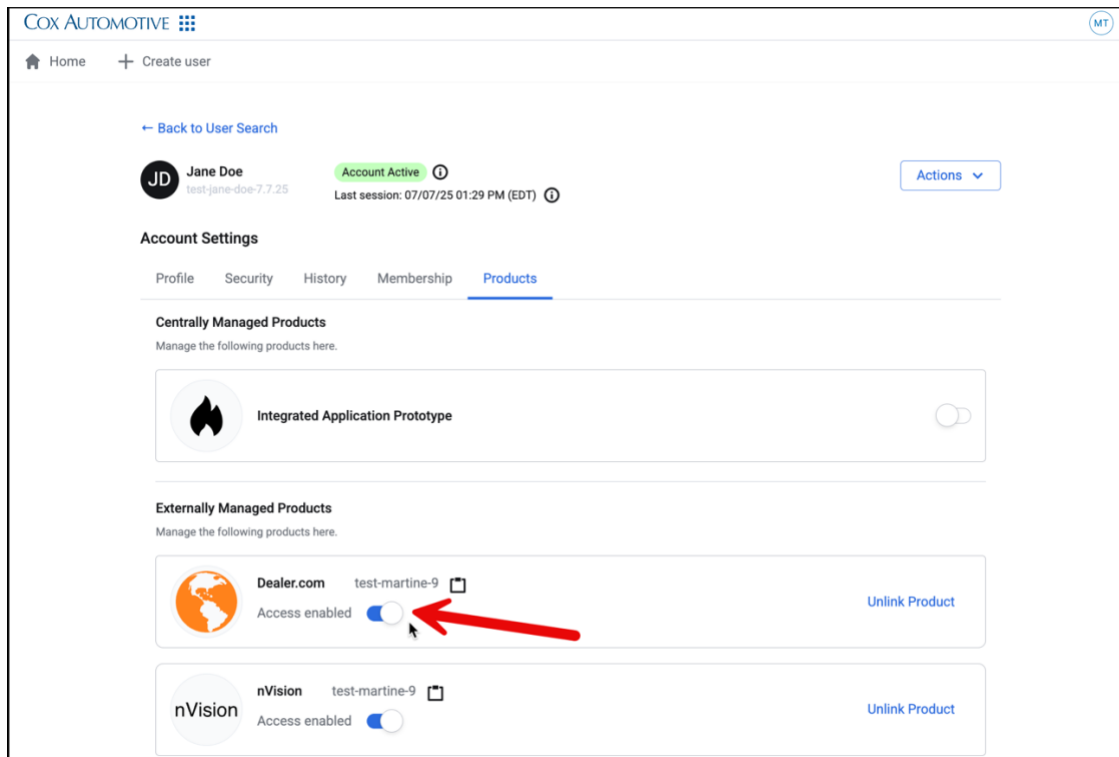 COX AUTOMOTIVE
MT
Home
Create user
← Back to User Search
JD
Jane Doe
Account Active
Actions
test-jane-doe-7.7.25
Last session: 07/07/25 01:29 PM (EDT)
Account Settings
Profile Security History Membership Products
Centrally Managed Products
Manage the following products here.
Integrated Application Prototype
Externally Managed Products
Manage the following products here.
Dealer.com test-martine-9
Access enabled
Unlink Product
nVision
nVision test-martine-9
Access enabled
Unlink Product